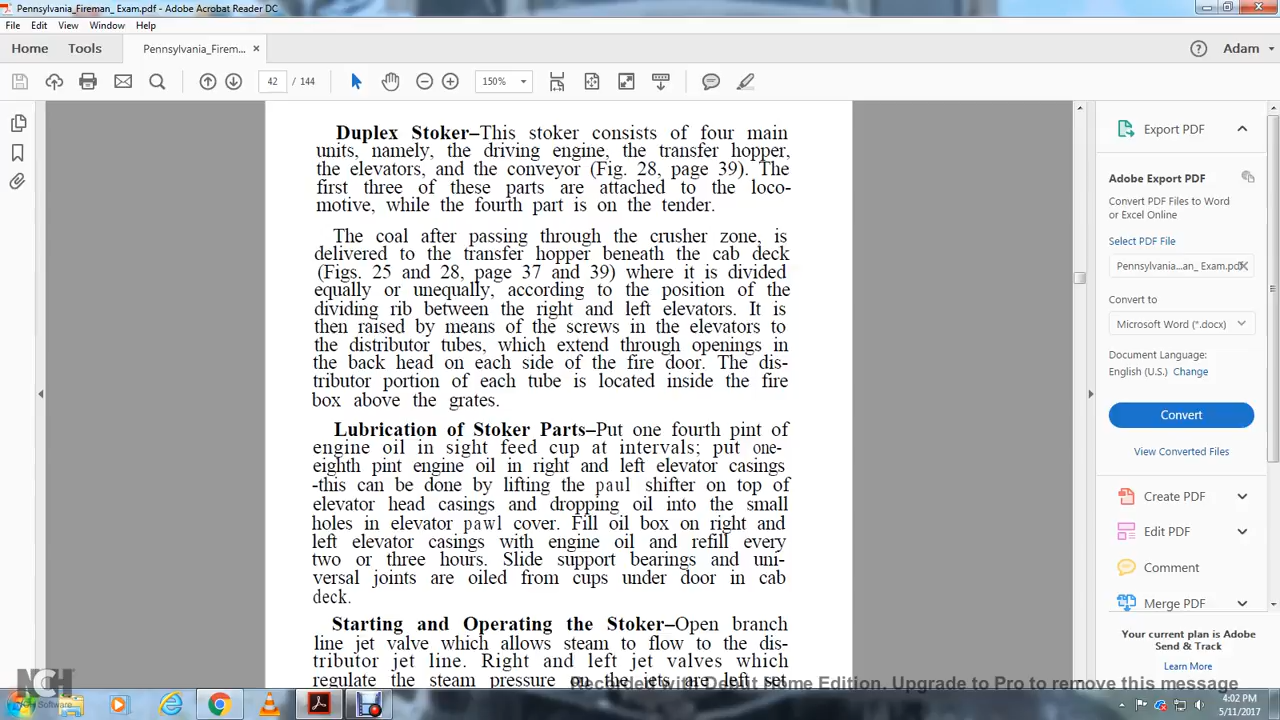 Pennsylvania_Fireman_ Exam.pdf - Adobe Acrobat Reader DC
File Edit View Window Help
Home Tools Pennsylvania_Firem... × Adam
42 / 144 150%
Duplex Stoker–This stoker consists of four main
units, namely, the driving engine, the transfer hopper,
the elevators, and the conveyor (Fig. 28, page 39). The
first three of these parts are attached to the loco-
motive, while the fourth part is on the tender.
The coal after passing through the crusher zone, is
delivered to the transfer hopper beneath the cab deck
(Figs. 25 and 28, page 37 and 39) where it is divided
equally or unequally, according to the position of the
dividing rib between the right and left elevators. It is
then raised by means of the screws in the elevators to
the distributor tubes, which extend through openings in
the back head on each side of the fire door. The dis-
tributor portion of each tube is located inside the fire
box above the grates.
Lubrication of Stoker Parts–Put one fourth pint of
engine oil in sight feed cup at intervals; put one-
eighth pint engine oil in right and left elevator casings
-this can be done by lifting the paul shifter on top of
elevator head casings and dropping oil into the small
holes in elevator pawl cover. Fill oil box on right and
left elevator casings with engine oil and refill every
two or three hours. Slide support bearings and uni-
versal joints are oiled from cups under door in cab
deck.
Starting and Operating the Stoker–Open branch
line jet valve which allows steam to flow to the dis-
tributor jet line. Right and left jet valves which
regulate the steam pressure on the jets are left set
Export PDF
Adobe Export PDF
Convert PDF Files to Word
or Excel Online
Select PDF File
Pennsylvania...an_ Exam.pdf
Convert to
Microsoft Word (*.docx)
Document Language:
English (U.S.) Change
Convert
View Converted Files
Create PDF
Edit PDF
Comment
Merge PDF
Your current plan is Adobe
Send & Track
Learn More
NCH
Software
Recorded with Debut Home Edition. Upgrade to Pro to remove this message
4:02 PM
5/11/2017